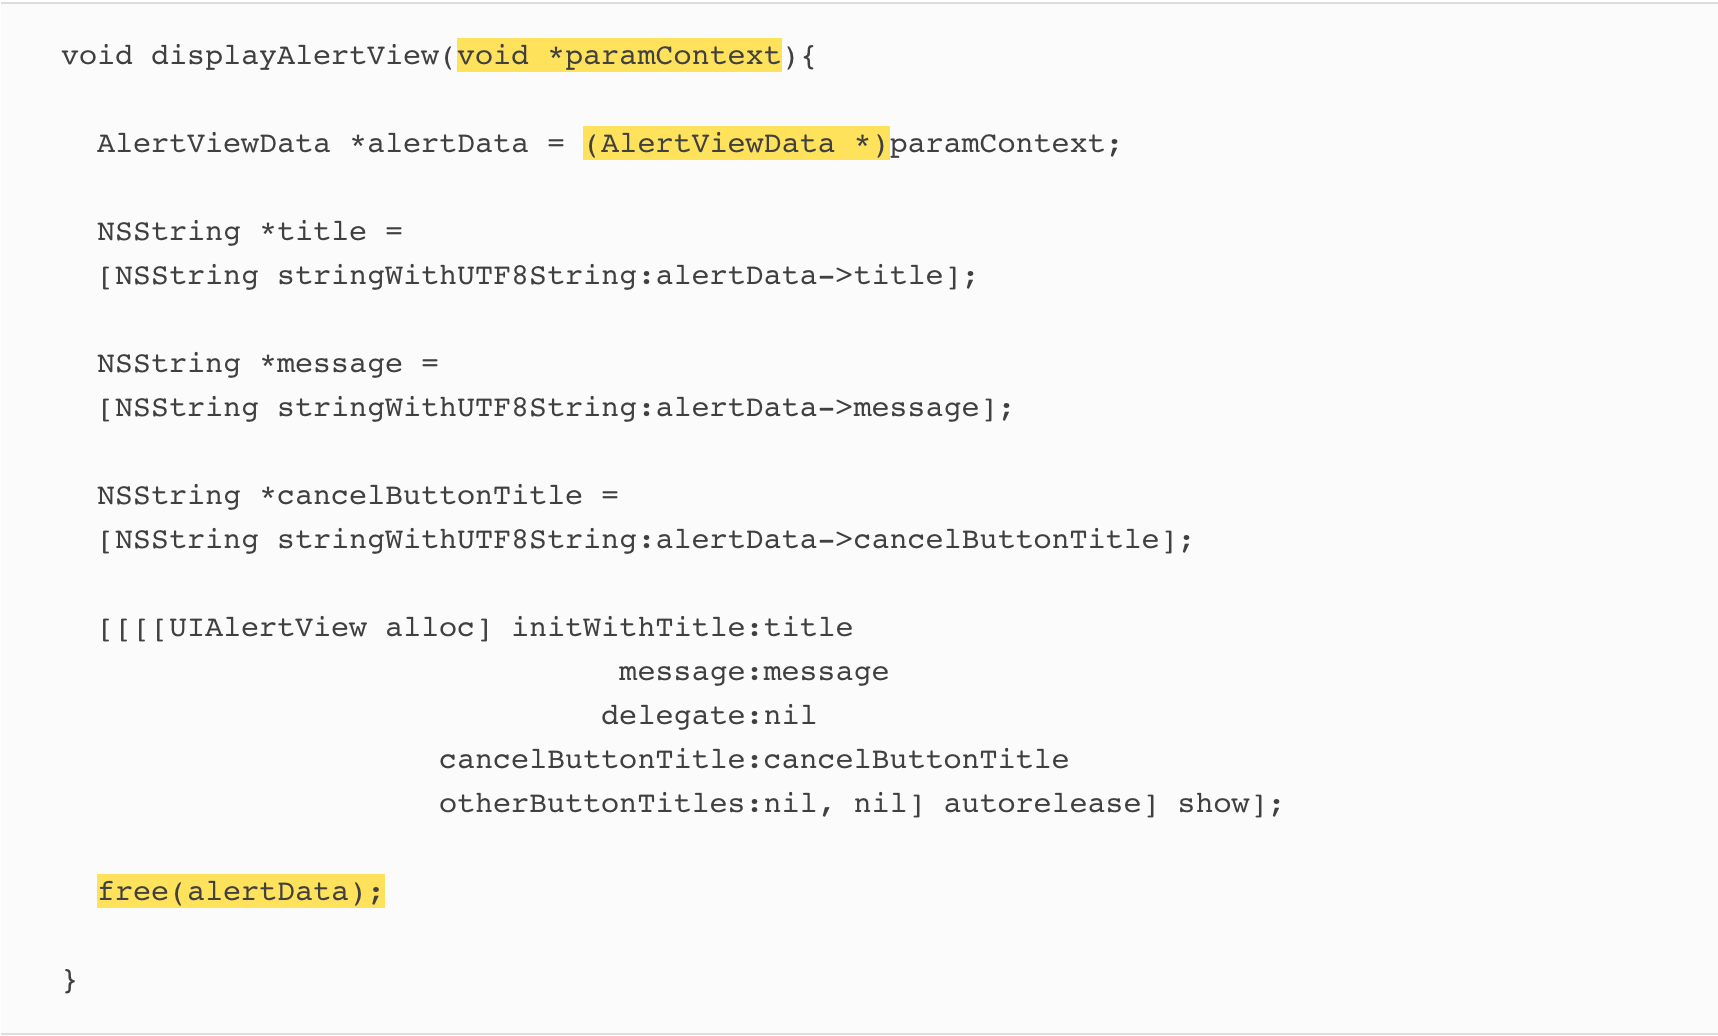 void displayAlertView(void *paramContext){
AlertViewData *alertData = (AlertViewData *)paramContext;
NSString *title =
[NSString stringWithUTF8String:alertData->title];
NSString *message =
[NSString stringWithUTF8String:alertData->message];
NSString *cancelButtonTitle =
[NSString stringWithUTF8String:alertData->cancelButtonTitle];
[[[[UIAlertView alloc] initWithTitle:title
message:message
delegate:nil
cancelButtonTitle:cancelButtonTitle
otherButtonTitles:nil, nil] autorelease] show];
free(alertData);
}